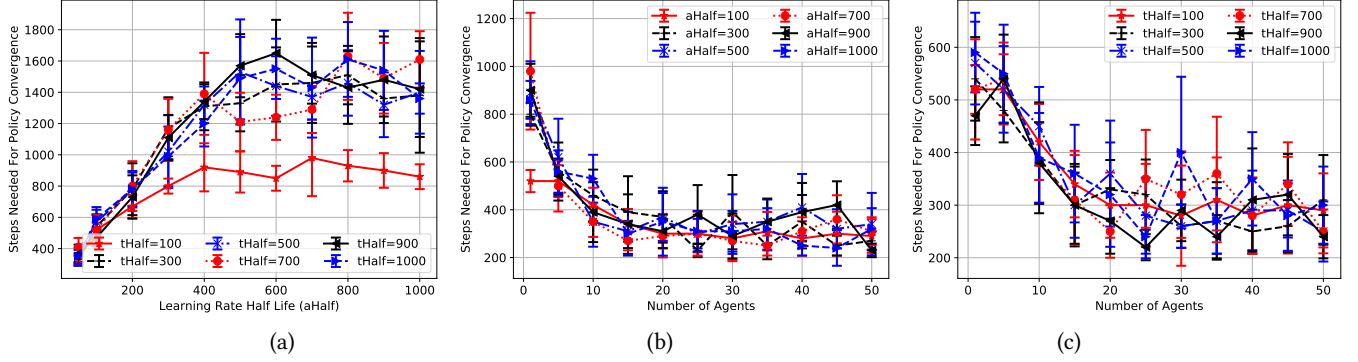 Steps Needed For Policy Convergence
1800
1600
1400
1200
1000
800
600
400
tHalf=100
tHalf=300
tHalf=500
tHalf=700
tHalf=900
tHalf=1000
200
400
600
800
1000
Learning Rate Half Life (aHalf)
(a)
Steps Needed For Policy Convergence
1200
1000
800
600
400
200
aHalf=100
aHalf=300
aHalf=500
aHalf=700
aHalf=900
aHalf=1000
0
10
20
30
40
50
Number of Agents
(b)
Steps Needed For Policy Convergence
600
500
400
300
200
tHalf=100
tHalf=300
tHalf=500
tHalf=700
tHalf=900
tHalf=1000
0
10
20
30
40
50
Number of Agents
(c)